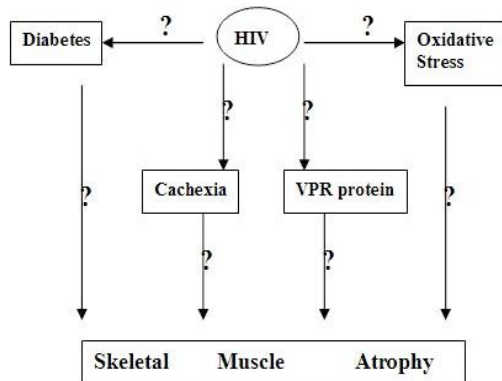 ? HIV ?
Diabetes
Oxidative
Stress
? ?
Cachexia VPR protein
? ?
? ?
Skeletal Muscle Atrophy